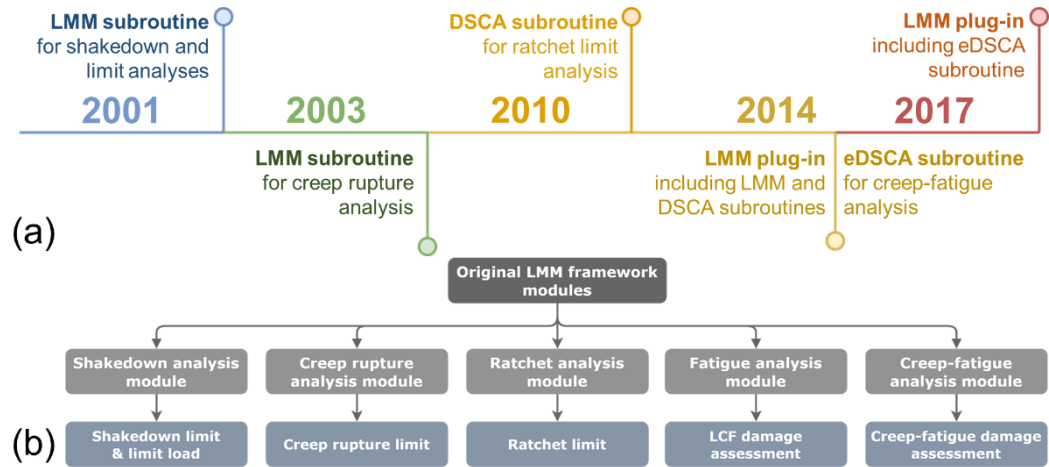 LMM subroutine
for shakedown and
limit analyses
DSCA subroutine
for ratchet limit
analysis
LMM plug-in
including eDSCA
subroutine
2001
2003
2010
2014
2017
LMM subroutine
for creep rupture
analysis
LMM plug-in
including LMM and
DSCA subroutines
eDSCA subroutine
for creep-fatigue
analysis
(a)
Original LMM framework
modules
Shakedown analysis
module
Creep rupture
analysis module
Ratchet analysis
module
Fatigue analysis
module
Creep-fatigue
analysis module
(b)
Shakedown limit
& limit load
Creep rupture limit
Ratchet limit
LCF damage
assessment
Creep-fatigue damage
assessment